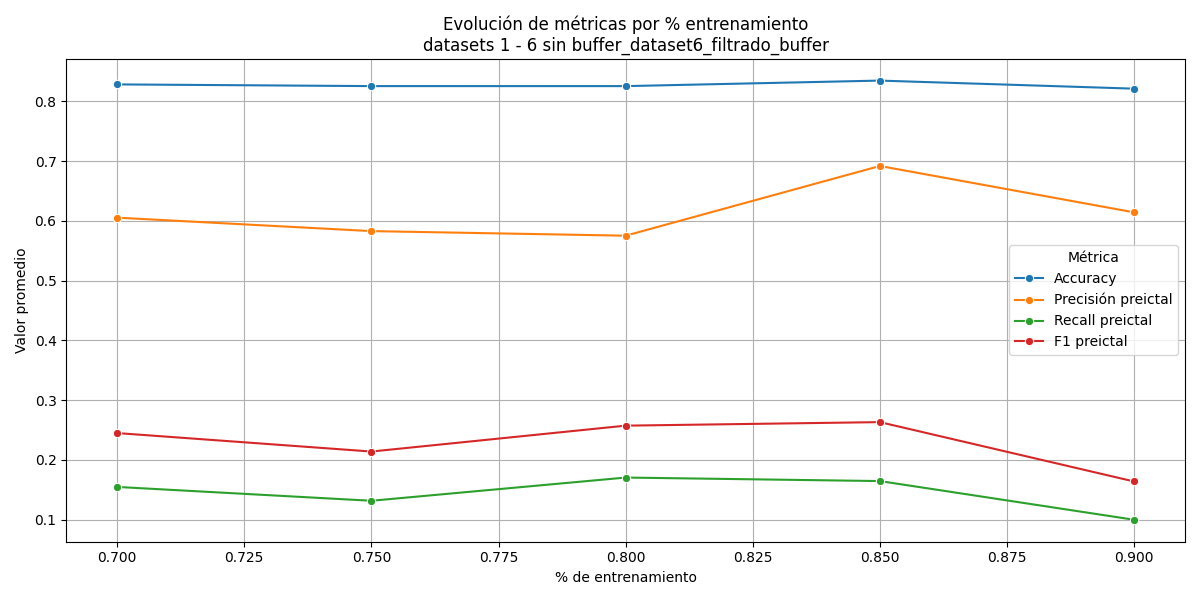 Evolución de métricas por % entrenamiento
datasets 1 - 6 sin buffer_dataset6_filtrado_buffer
Valor promedio
0.8
0.7
0.6
0.5
0.4
0.3
0.2
0.1
Métrica
Accuracy
Precisión preictal
Recall preictal
F1 preictal
0.700 0.725 0.750 0.775 0.800 0.825 0.850 0.875 0.900
% de entrenamiento